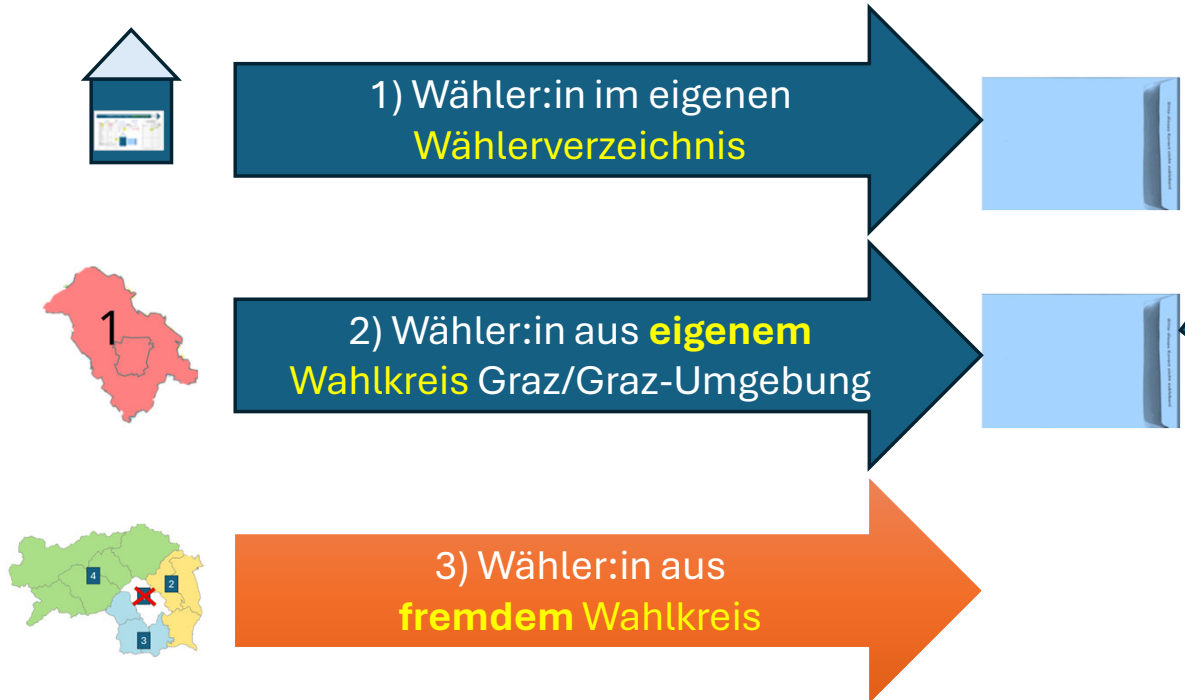 1) Wähler:in im eigenen
Wählerverzeichnis
1
2) Wähler:in aus eigenem
Wahlkreis Graz/Graz-Umgebung
4
2
3
3) Wähler:in aus
fremdem Wahlkreis